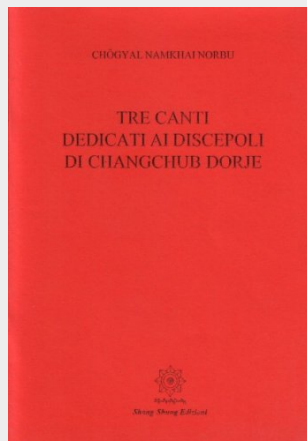 CHÖGYAL NAMKHAI NORBU
TRE CANTI
DEDICATI AI DISCEPOLI
DI CHANGCHUB DORJE
Shang Shung Edizioni